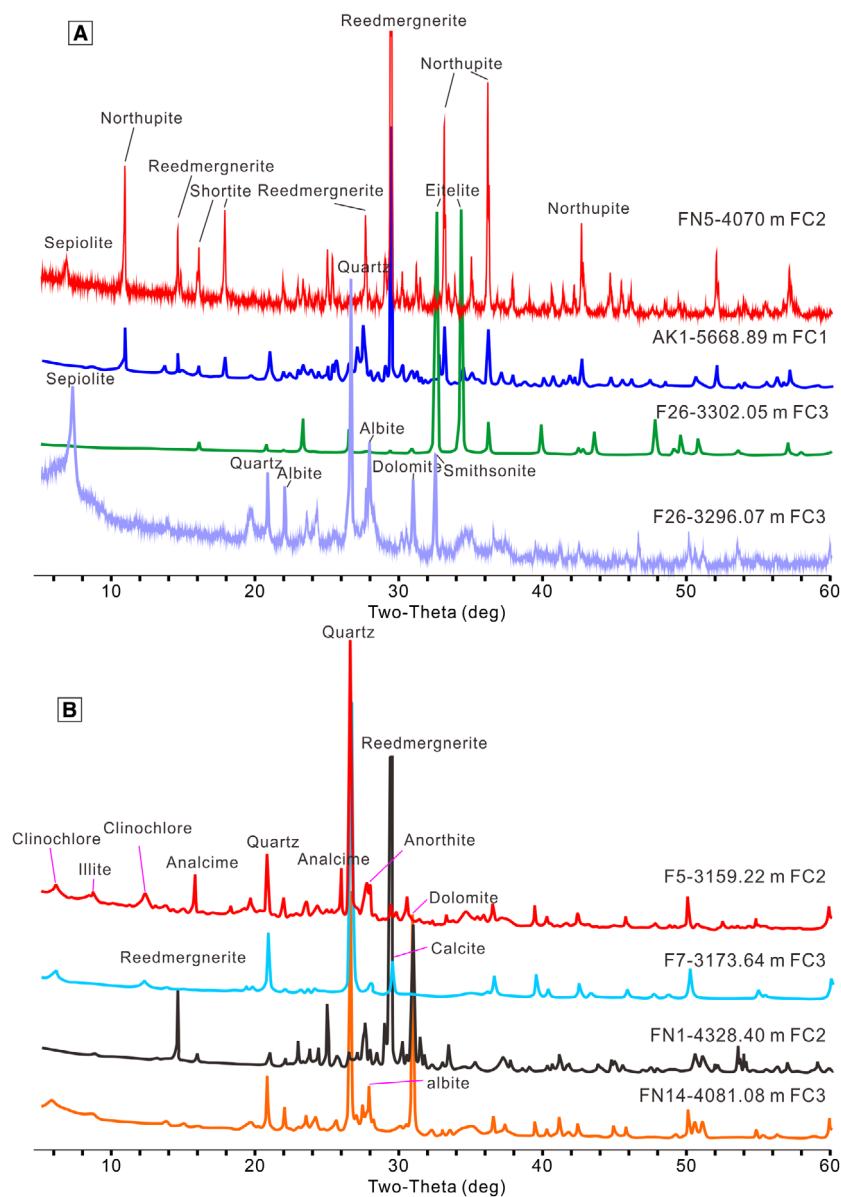 A
Reedmergnerite
Northupite
Northupite
Reedmergnerite
Shortite
Reedmergnerite
Eitelite
Northupite
FN5-4070 m FC2
Sepiolite
Quartz
AK1-5668.89 m FC1
Sepiolite
F26-3302.05 m FC3
Albite
Quartz
Albite
Dolomite
Smithsonite
F26-3296.07 m FC3
10
20
30
40
50
60
Two-Theta (deg)
Quartz
B
Reedmergnerite
Clinochlore
Clinochlore
Illite
Analcime
Quartz
Analcime
Anorthite
F5-3159.22 m FC2
Dolomite
Reedmergnerite
Calcite
F7-3173.64 m FC3
FN1-4328.40 m FC2
albite
FN14-4081.08 m FC3
10
20
30
40
50
60
Two-Theta (deg)